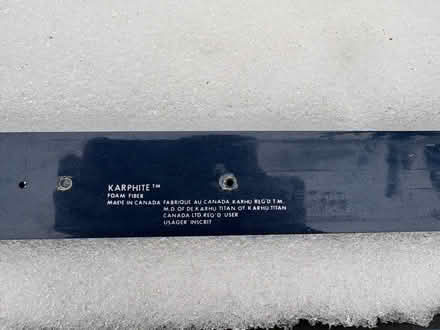 KARPHITE™
FOAM FIBER
MADE IN CANADA FABRIQUE AU CANADA KARHU REG'D T.M.
M.D. OF DE KARHU TITAN OY. KARHU TITAN
CANADA LTD. REG'D USER
USAGER INSCRIT